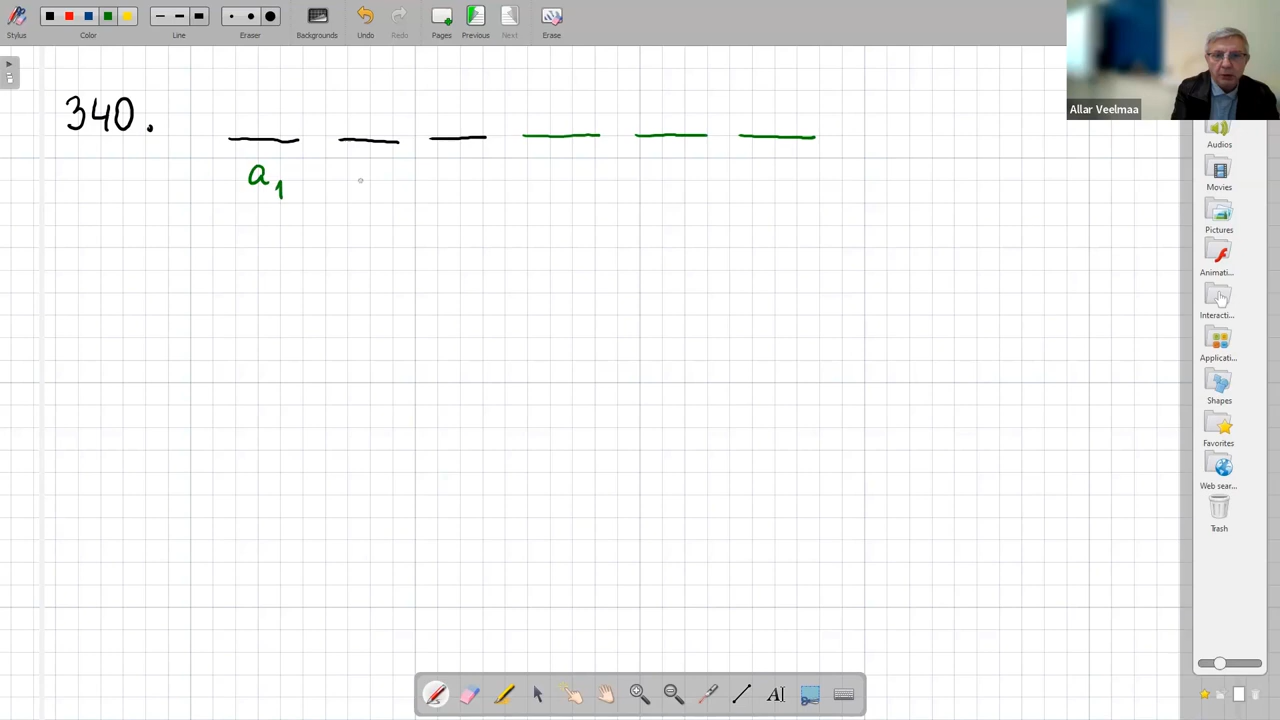 Stylus Color Line Eraser Backgrounds Undo Redo Pages Previous Next Erase
Allar Veelmaa
340.
a₁
Audios
Movies
Pictures
Animati...
Interacti...
Applicati...
Shapes
Favorites
Web sear...
Trash
AI